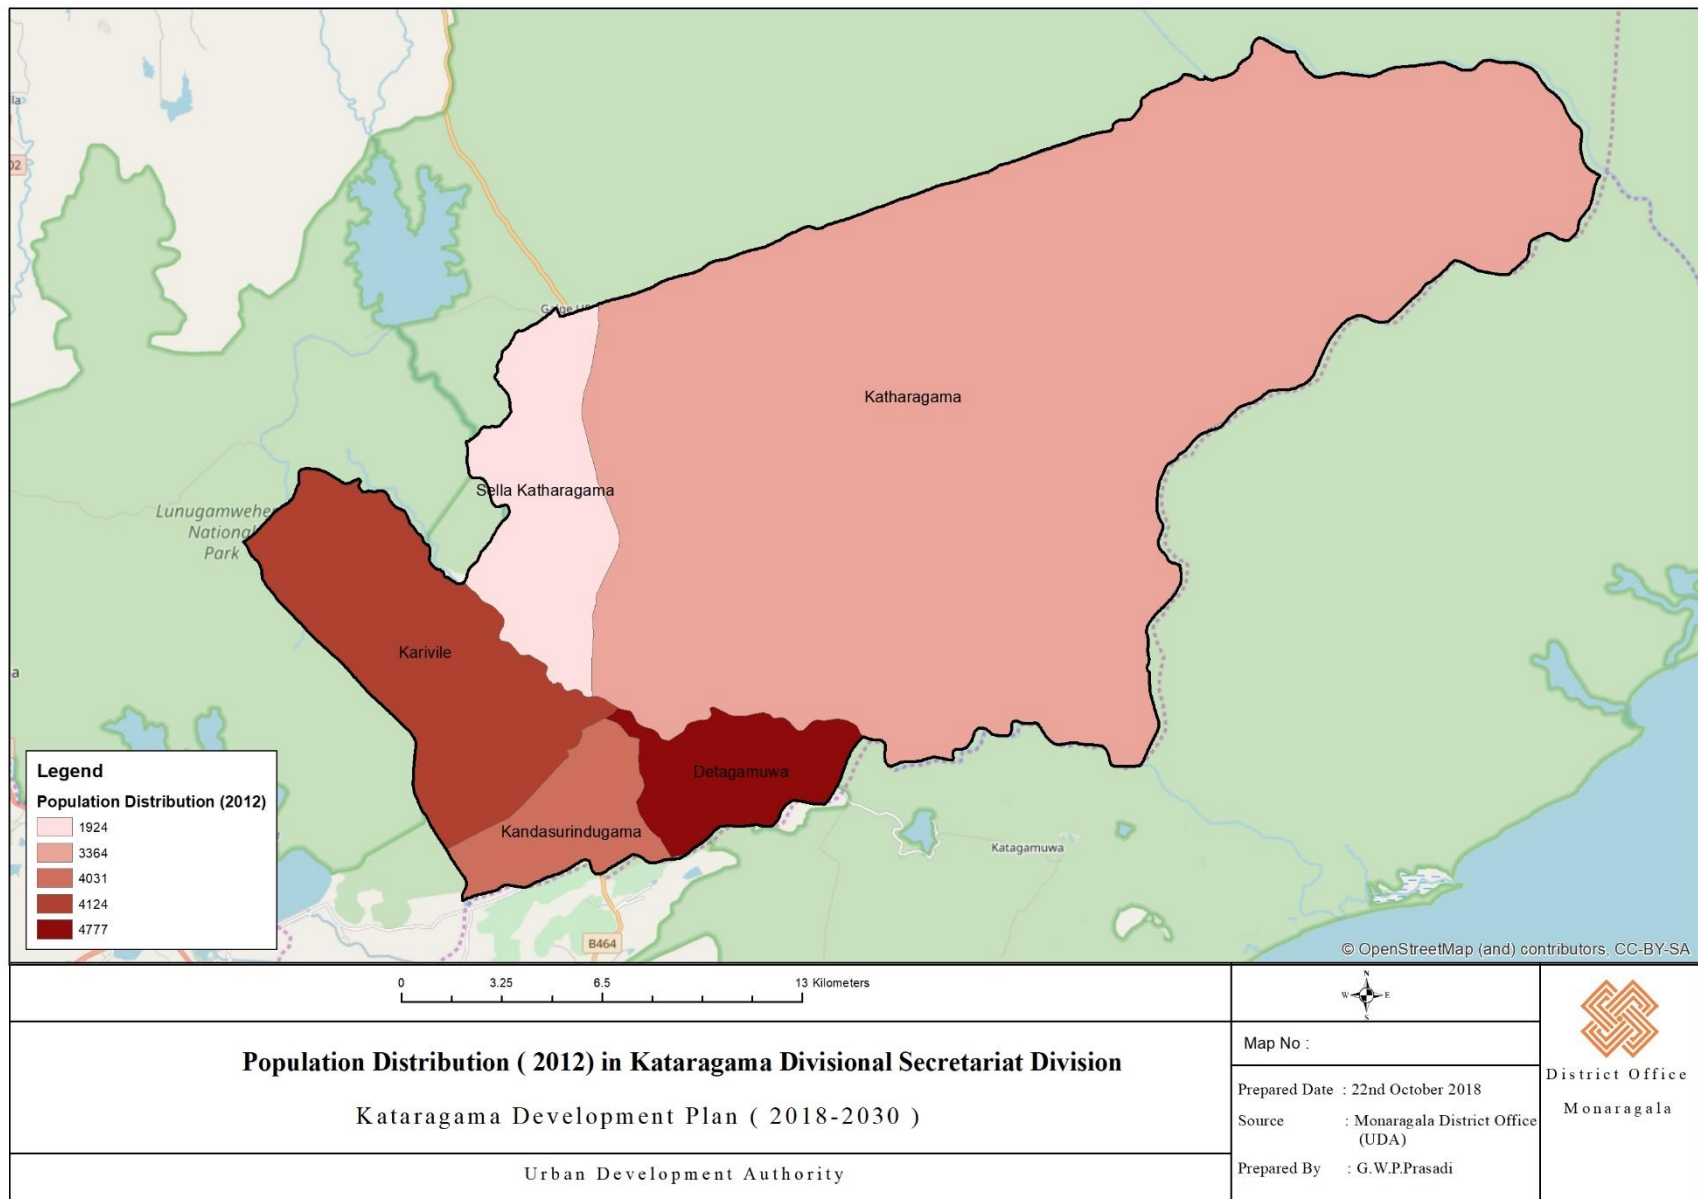 Galge
Katharagama
Sella Katharagama
Lunugamwehe
National
Park
Karivile
Detagamuwa
Kandasurindugama
Katagamuwa
B464
Legend
Population Distribution (2012)
1924
3364
4031
4124
4777
© OpenStreetMap (and) contributors, CC-BY-SA
0 3.25 6.5 13 Kilometers
N
W E
S
Population Distribution ( 2012) in Kataragama Divisional Secretariat Division
Kataragama Development Plan ( 2018-2030 )
Urban Development Authority
Map No :
Prepared Date : 22nd October 2018
Source : Monaragala District Office
(UDA)
Prepared By : G.W.P.Prasadi
District Office
Monaragala